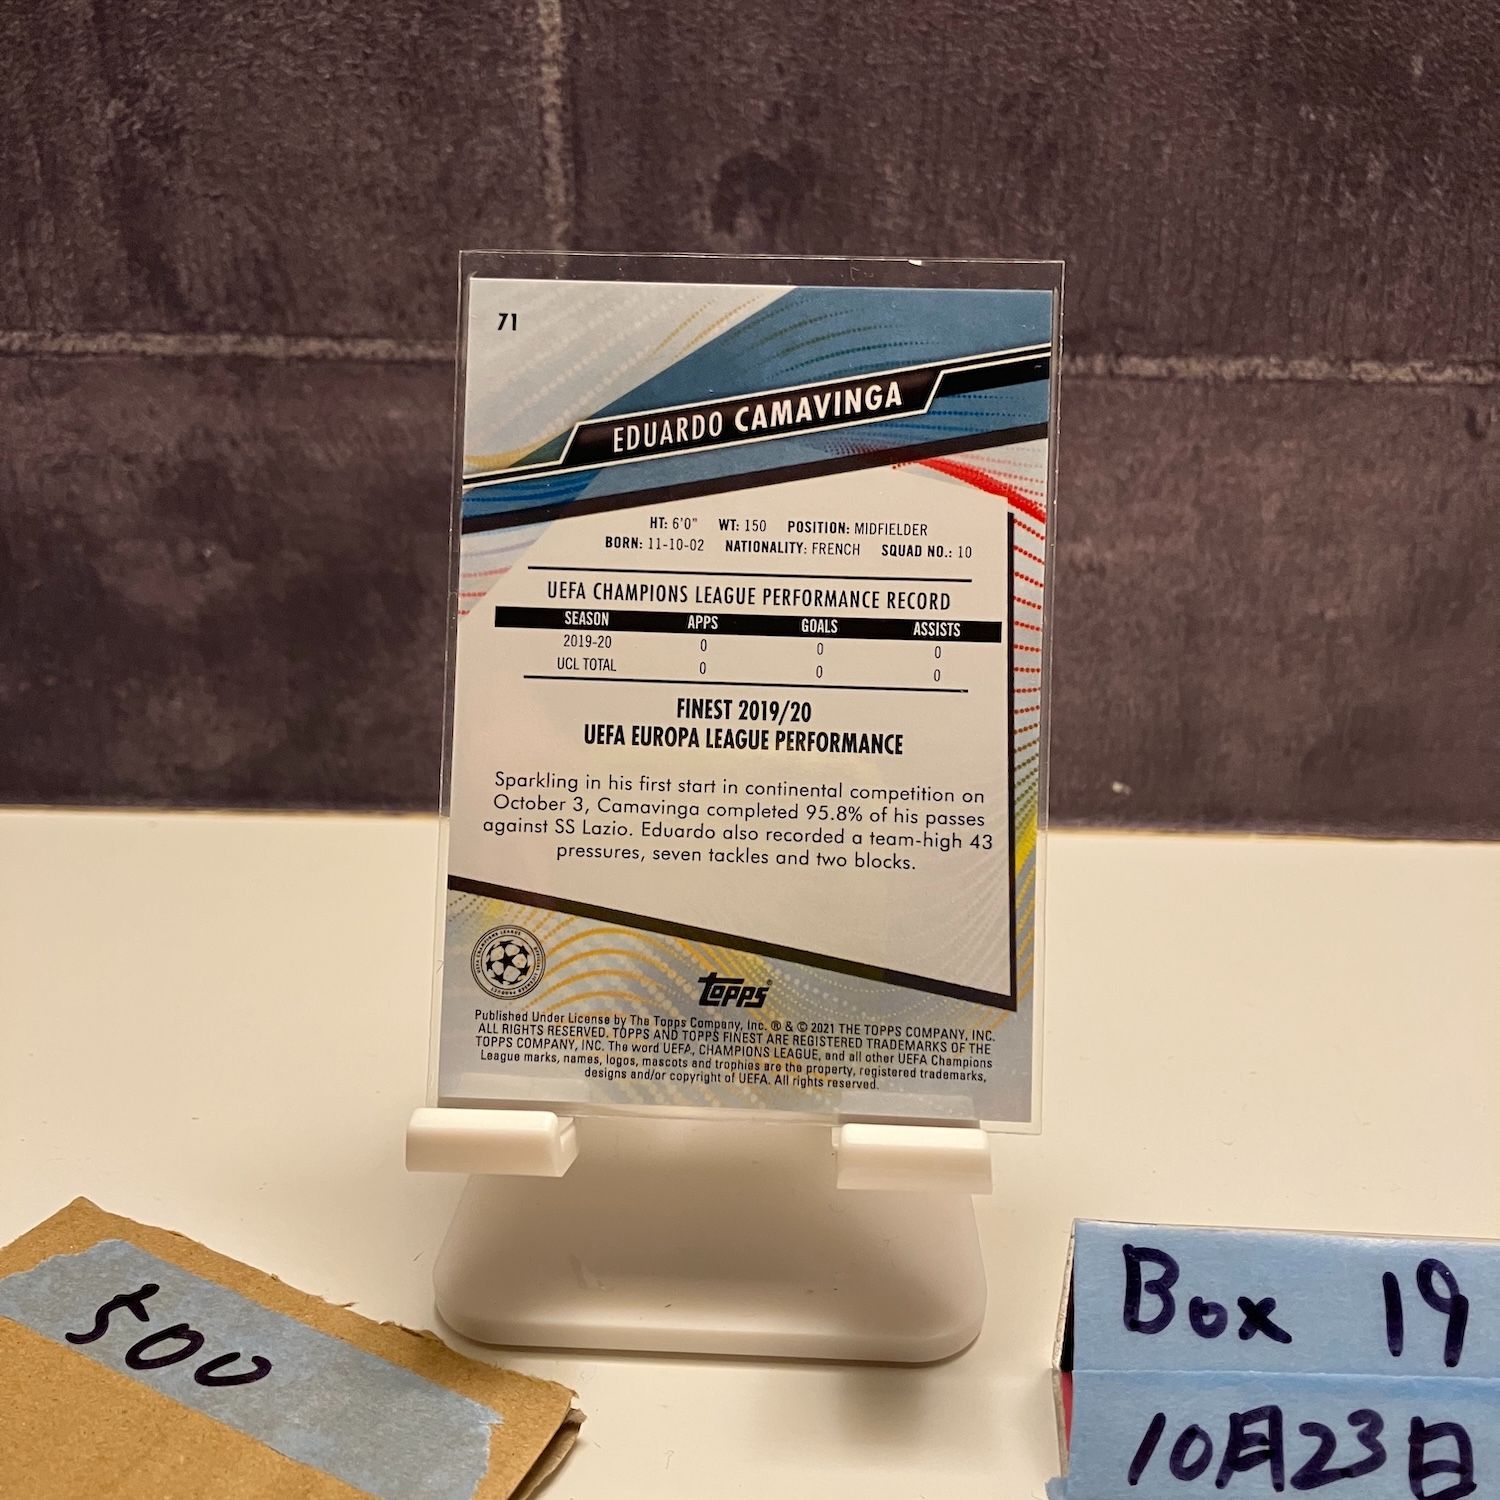 71
EDUARDO CAMAVINGA
HT: 6'0" WT: 150 POSITION: MIDFIELDER
BORN: 11-10-02 NATIONALITY: FRENCH SQUAD NO.: 10
UEFA CHAMPIONS LEAGUE PERFORMANCE RECORD
SEASON APPS GOALS ASSISTS
2019-20 0 0 0
UCL TOTAL 0 0 0
FINEST 2019/20
UEFA EUROPA LEAGUE PERFORMANCE
Sparkling in his first start in continental competition on
October 3, Camavinga completed 95.8% of his passes
against SS Lazio. Eduardo also recorded a team-high 43
pressures, seven tackles and two blocks.
UEFA CHAMPIONS LEAGUE OFFICIAL LICENSED PRODUCT
Topps®
Published Under License by The Topps Company, Inc. ® & © 2021 THE TOPPS COMPANY, INC.
ALL RIGHTS RESERVED. TOPPS AND TOPPS FINEST ARE REGISTERED TRADEMARKS OF THE
TOPPS COMPANY, INC. The word UEFA, CHAMPIONS LEAGUE, and all other UEFA Champions
League marks, names, logos, mascots and trophies are the property, registered trademarks,
designs and/or copyright of UEFA. All rights reserved.
500
Box 19
10月23日